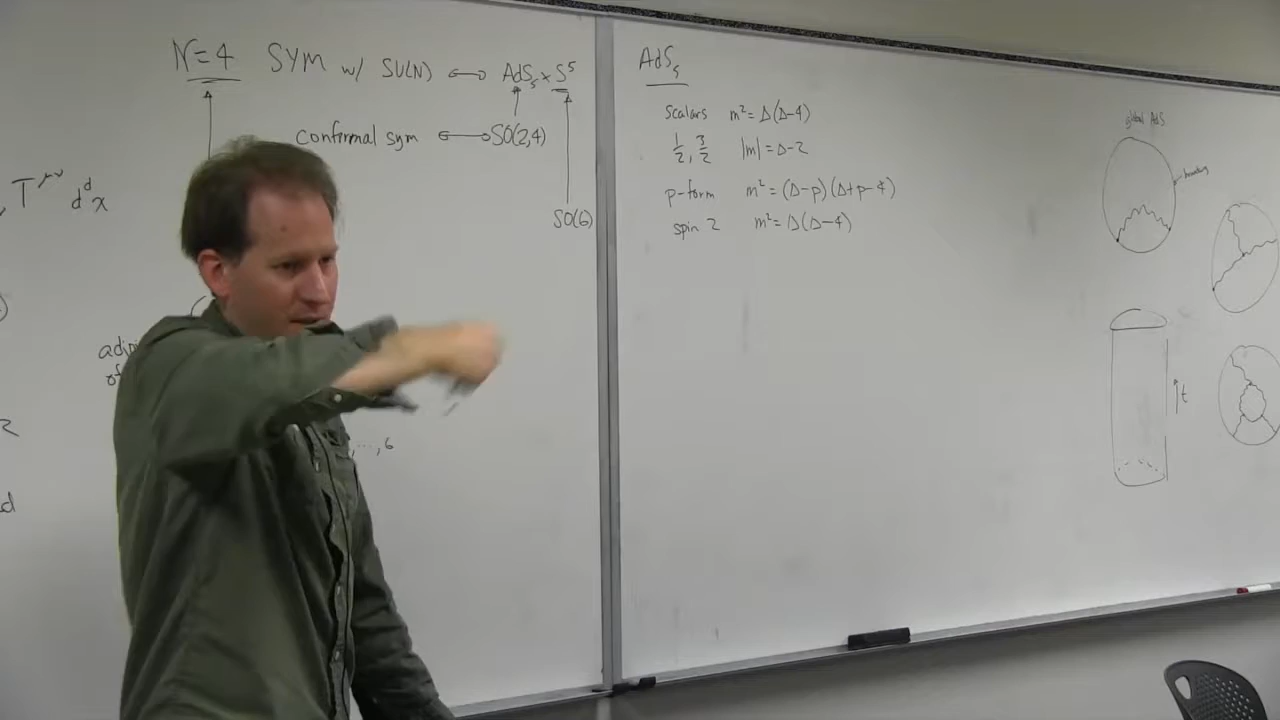 N=4 SYM w/ SU(N) ↔ AdS₅ × S⁵
conformal sym ↔ SO(2,4)
SO(6)
, T^{μν} d^d x
,..., 6
AdS₅
scalars m² = Δ(Δ-4)
1/2, 3/2 |m| = Δ-2
p-form m² = (Δ-p)(Δ+p-4)
spin 2 m² = Δ(Δ-4)
global AdS
boundary
t